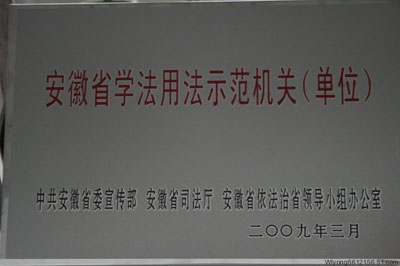 安徽省学法用法示范机关(单位)
中共安徽省委宣传部 安徽省司法厅 安徽省依法治省领导小组办公室
二〇〇九年三月